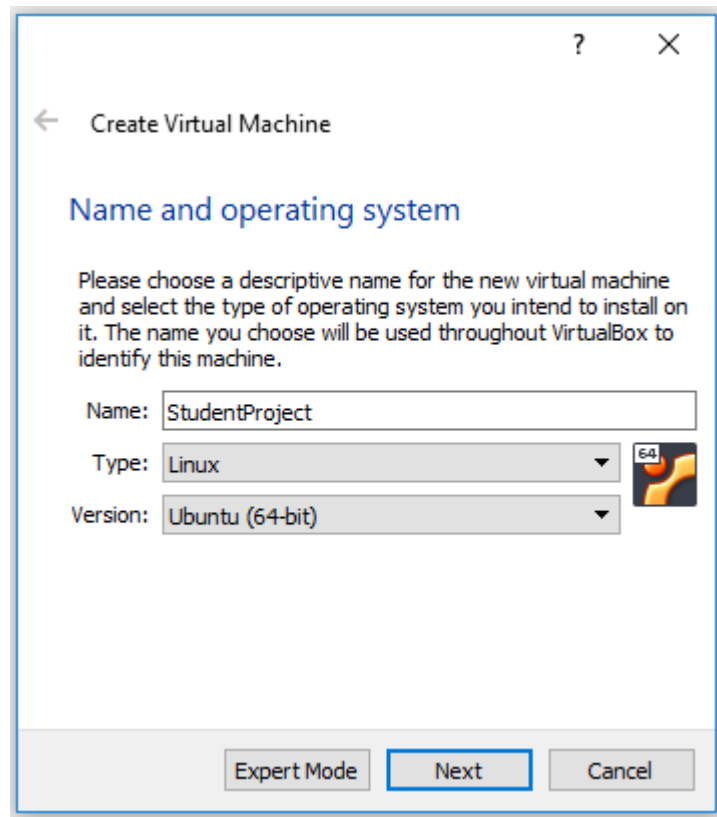 ?
Create Virtual Machine
Name and operating system
Please choose a descriptive name for the new virtual machine
and select the type of operating system you intend to install on
it. The name you choose will be used throughout VirtualBox to
identify this machine.
Name: StudentProject
Type: Linux
64
Version: Ubuntu (64-bit)
Expert Mode Next Cancel